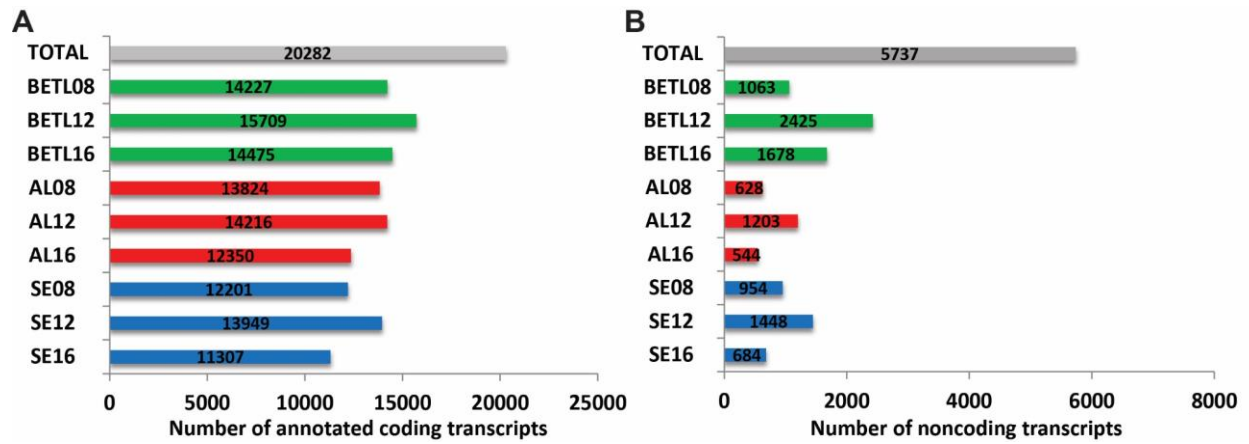 A
TOTAL 20282
BETL08 14227
BETL12 15709
BETL16 14475
AL08 13824
AL12 14216
AL16 12350
SE08 12201
SE12 13949
SE16 11307
0 5000 10000 15000 20000 25000
Number of annotated coding transcripts
B
TOTAL 5737
BETL08 1063
BETL12 2425
BETL16 1678
AL08 628
AL12 1203
AL16 544
SE08 954
SE12 1448
SE16 684
0 2000 4000 6000 8000
Number of noncoding transcripts